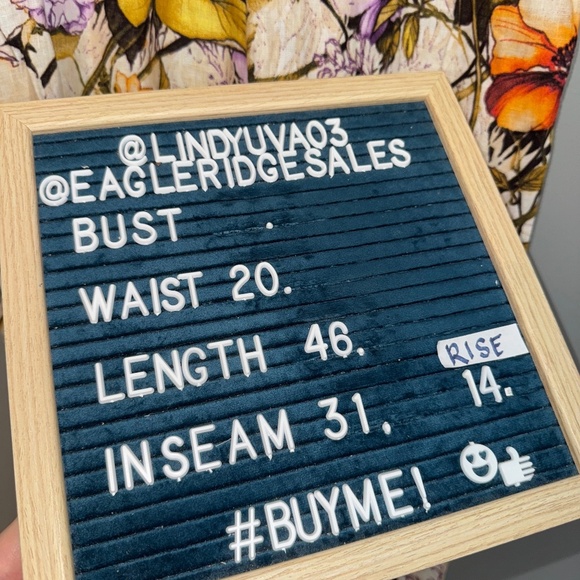 @LINDYUVA03
@EAGLERIDGESALES
BUST .
WAIST 20.
LENGTH 46.
RISE
INSEAM 31. 14.
#BUYME!